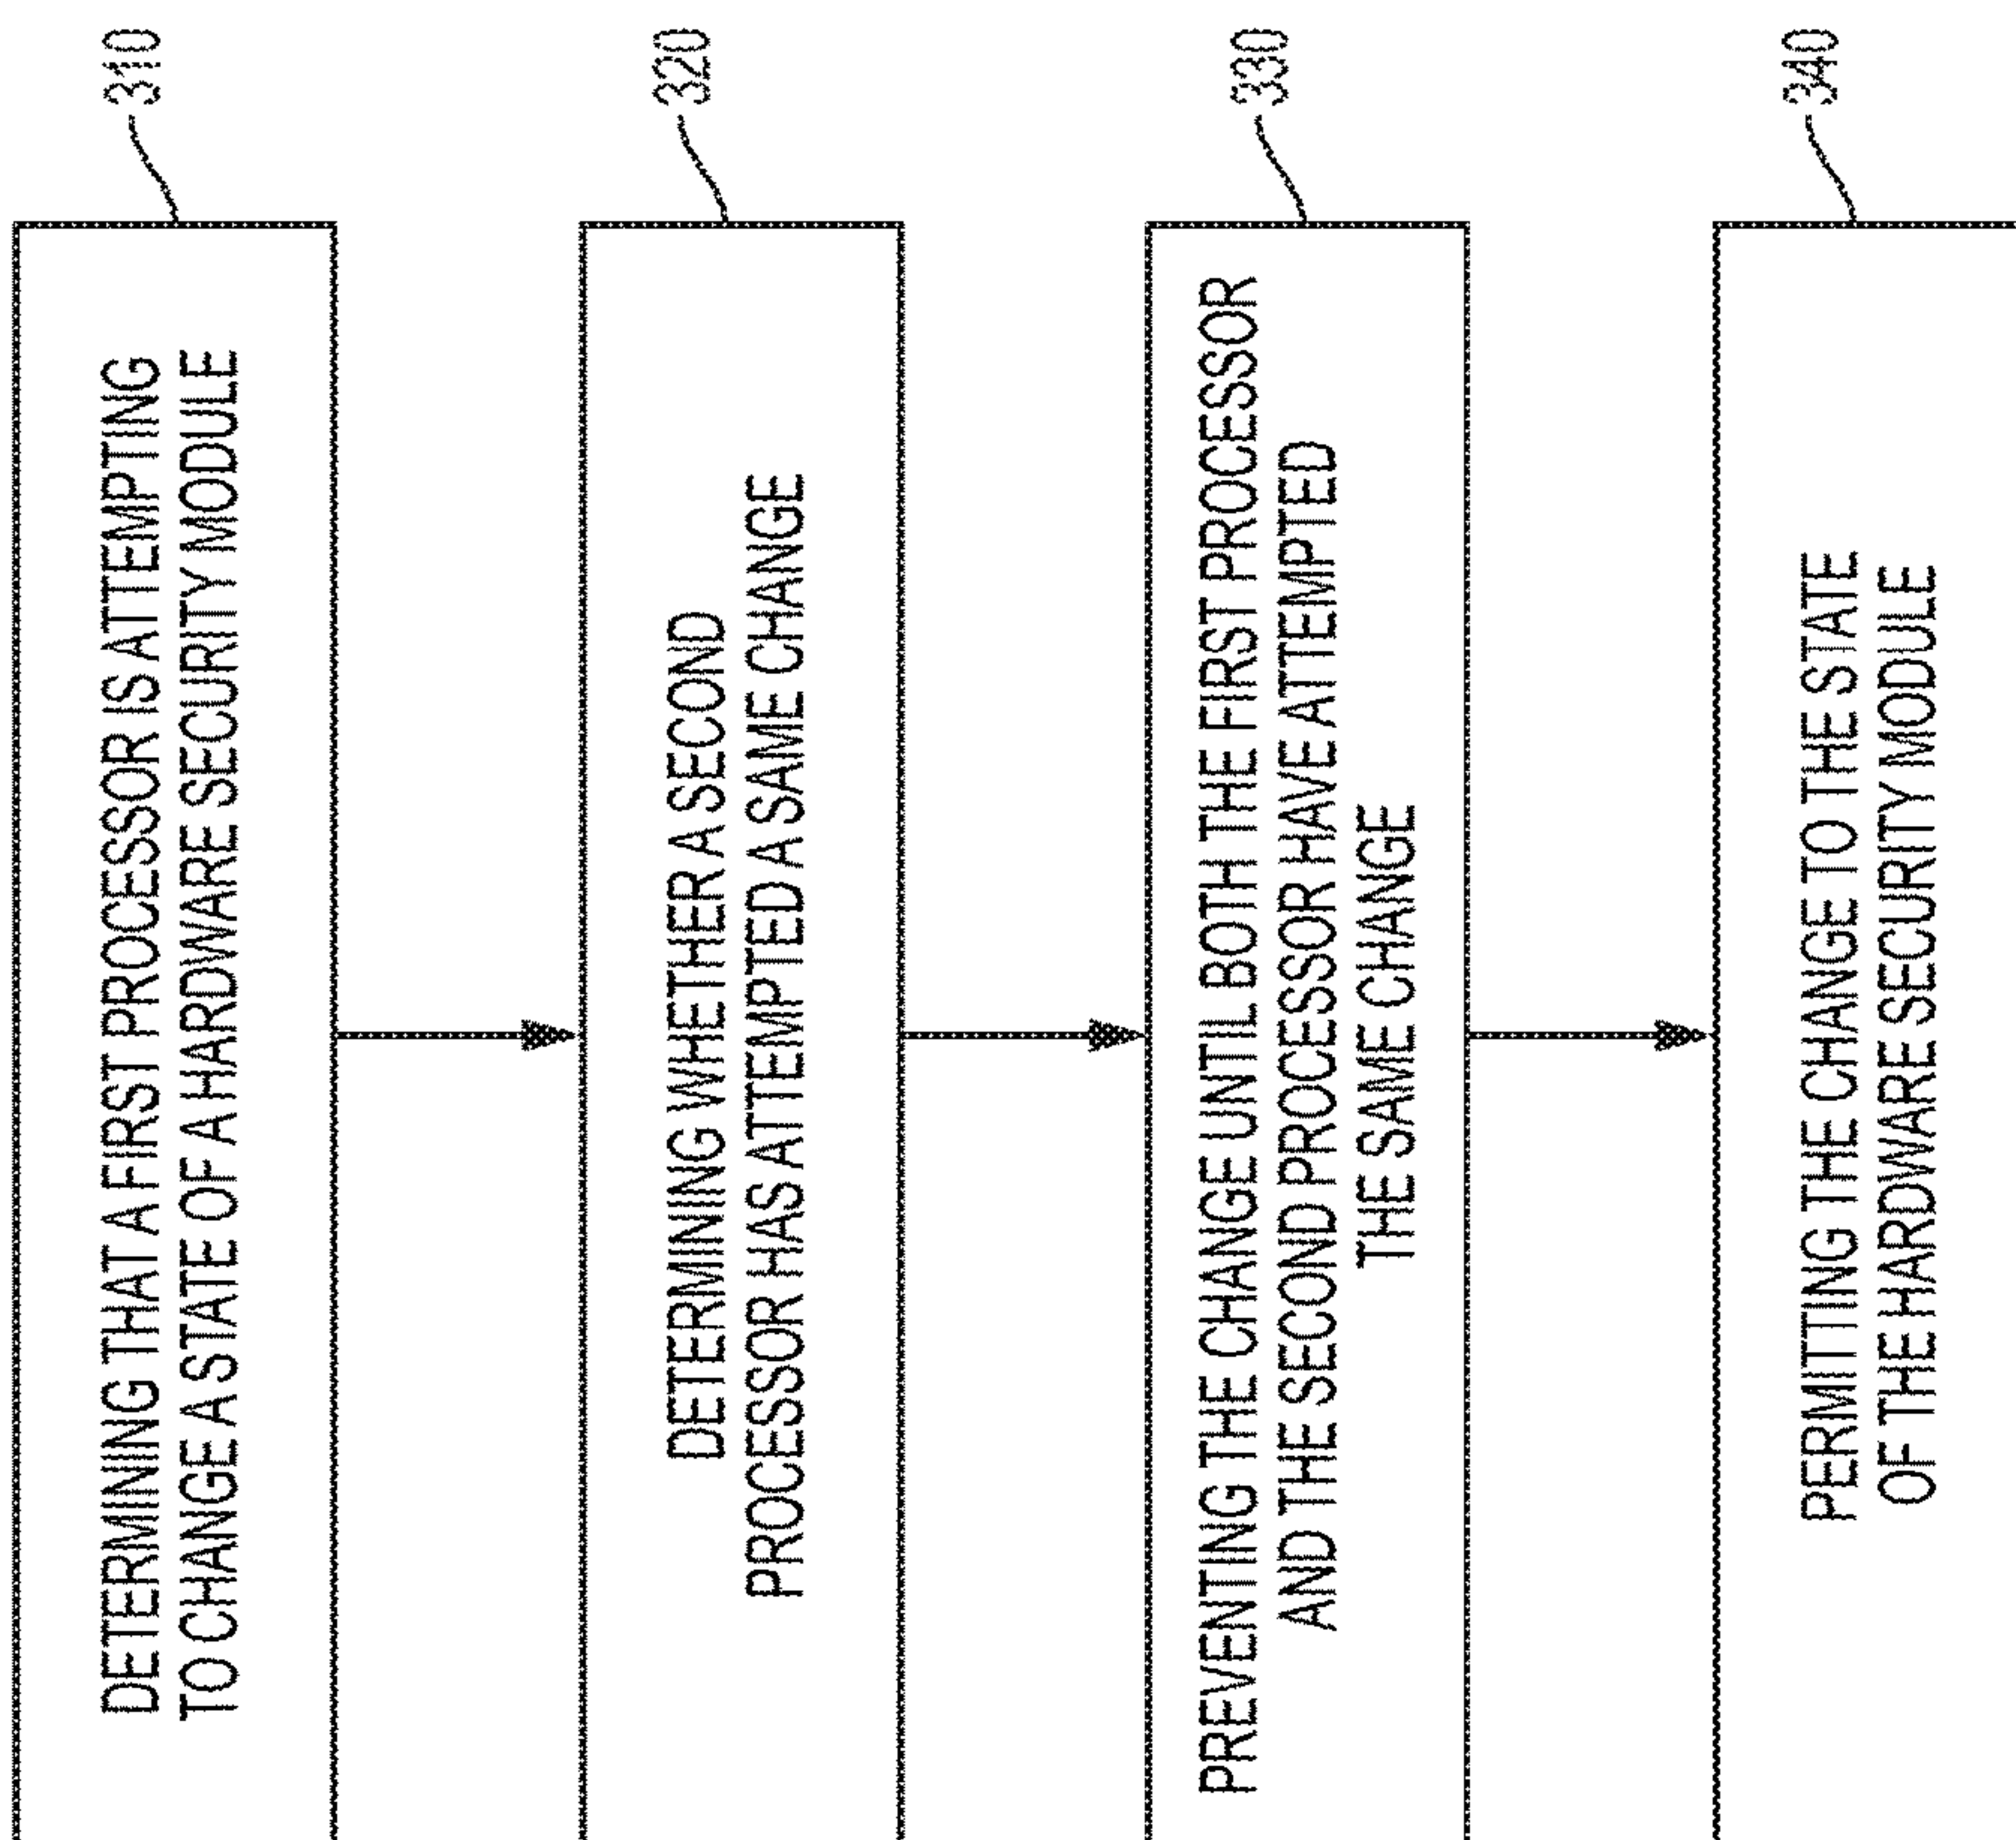 310
DETERMINING THAT A FIRST PROCESSOR IS ATTEMPTING
TO CHANGE A STATE OF A HARDWARE SECURITY MODULE
320
DETERMINING WHETHER A SECOND
PROCESSOR HAS ATTEMPTED A SAME CHANGE
330
PREVENTING THE CHANGE UNTIL BOTH THE FIRST PROCESSOR
AND THE SECOND PROCESSOR HAVE ATTEMPTED
THE SAME CHANGE
340
PERMITTING THE CHANGE TO THE STATE
OF THE HARDWARE SECURITY MODULE